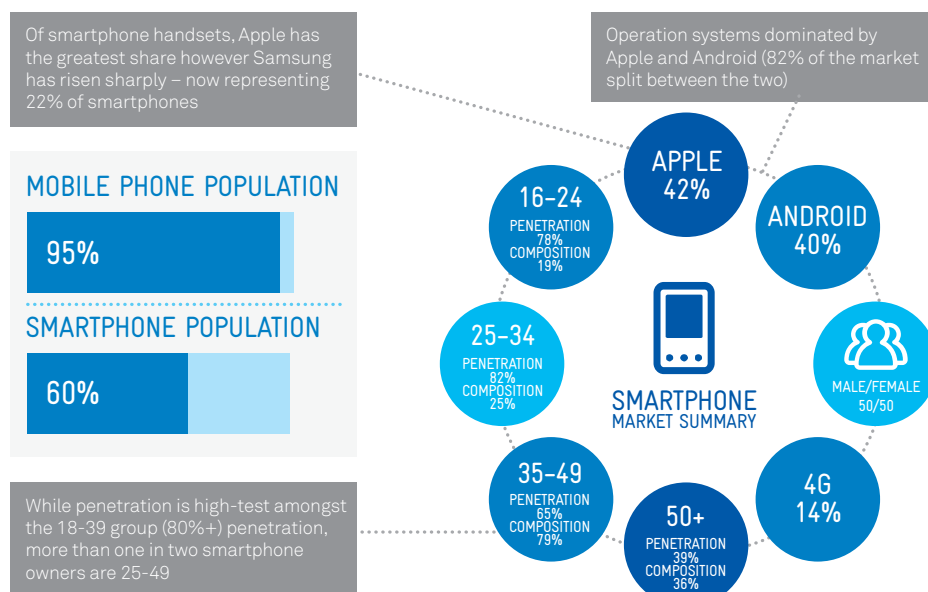 Of smartphone handsets, Apple has
the greatest share however Samsung
has risen sharply – now representing
22% of smartphones
Operation systems dominated by
Apple and Android (82% of the market
split between the two)
MOBILE PHONE POPULATION
95%
SMARTPHONE POPULATION
60%
While penetration is high-test amongst
the 18-39 group (80%+) penetration,
more than one in two smartphone
owners are 25-49
APPLE
42%
ANDROID
40%
MALE/FEMALE
50/50
4G
14%
50+
PENETRATION
39%
COMPOSITION
36%
35–49
PENETRATION
65%
COMPOSITION
79%
25–34
PENETRATION
82%
COMPOSITION
25%
16–24
PENETRATION
78%
COMPOSITION
19%
SMARTPHONE
MARKET SUMMARY